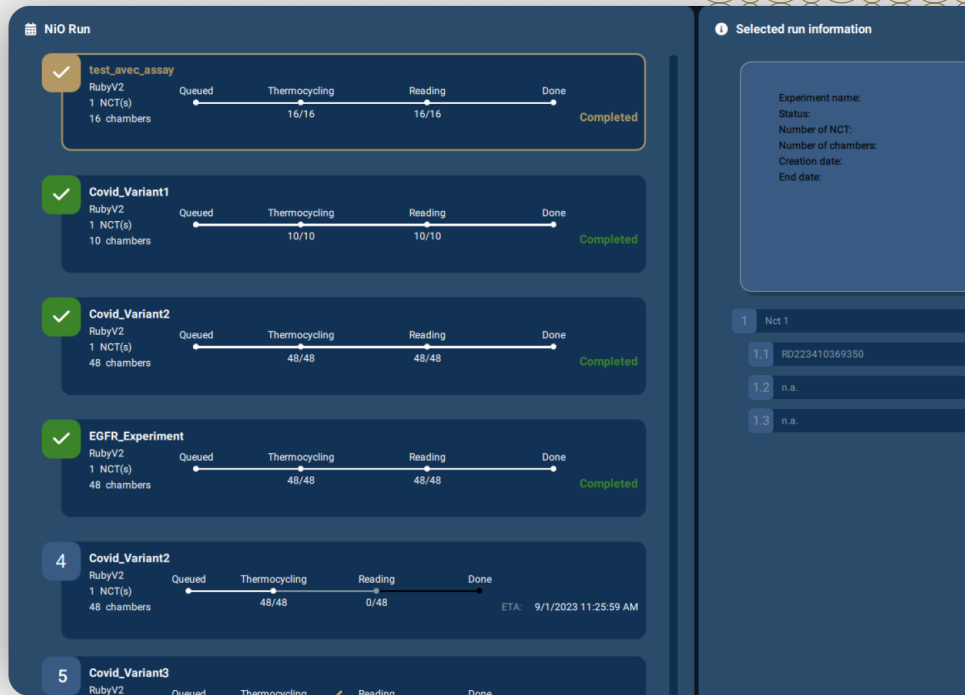 NiO Run
test_avec_assay
RubyV2
1 NCT(s)
16 chambers
Queued Thermocycling Reading Done
16/16 16/16
Completed
Covid_Variant1
RubyV2
1 NCT(s)
10 chambers
Queued Thermocycling Reading Done
10/10 10/10
Completed
Covid_Variant2
RubyV2
1 NCT(s)
48 chambers
Queued Thermocycling Reading Done
48/48 48/48
Completed
EGFR_Experiment
RubyV2
1 NCT(s)
48 chambers
Queued Thermocycling Reading Done
48/48 48/48
Completed
4
Covid_Variant2
RubyV2
1 NCT(s)
48 chambers
Queued Thermocycling Reading Done
48/48 0/48
ETA: 9/1/2023 11:25:59 AM
5
Covid_Variant3
RubyV2
Queued Thermocycling Reading Done
Selected run information
Experiment name:
Status:
Number of NCT:
Number of chambers:
Creation date:
End date:
1 Nct 1
1.1 RD223410369350
1.2 n.a.
1.3 n.a.